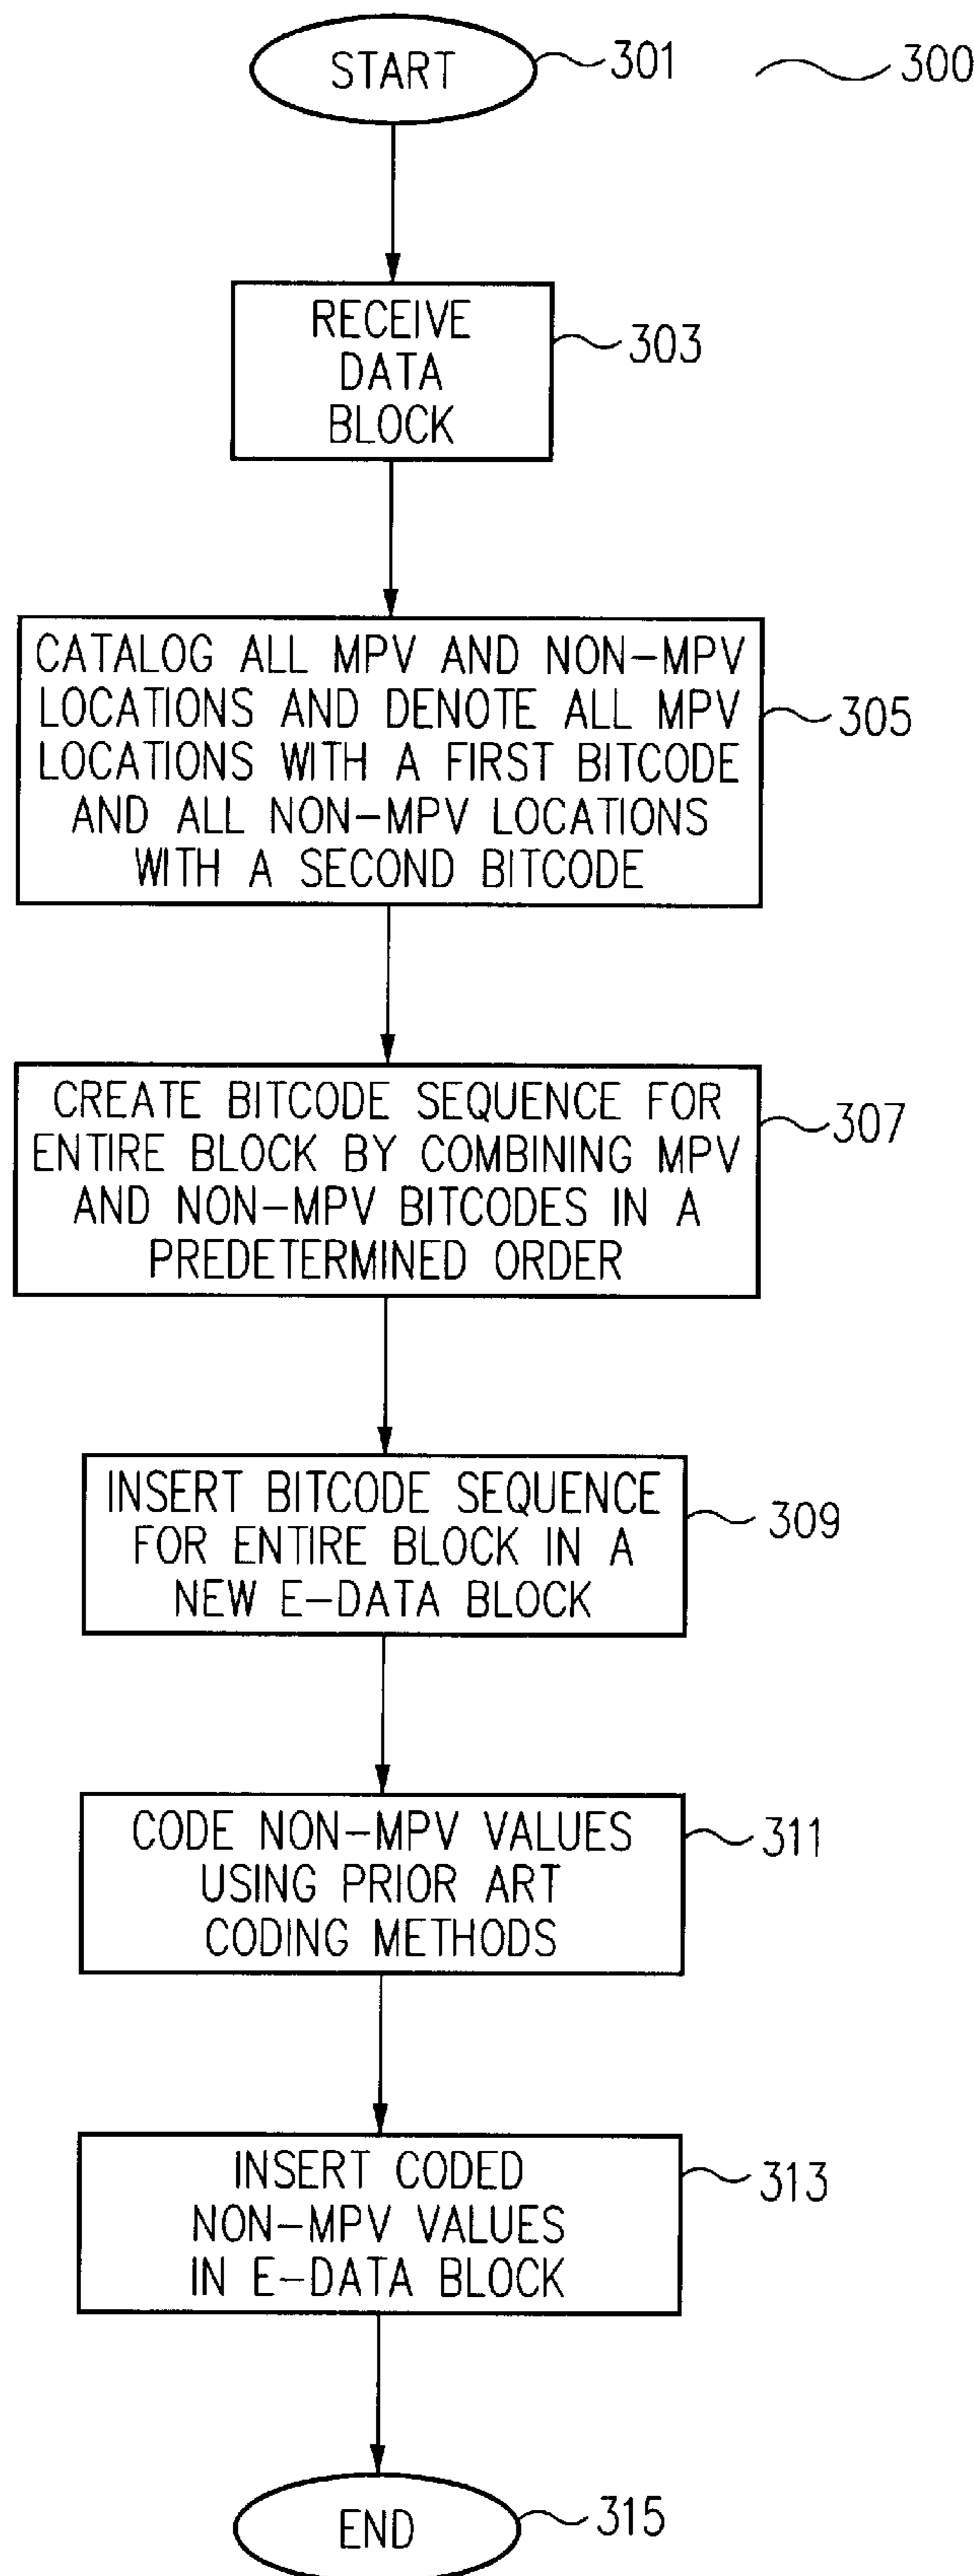 START 301 300
RECEIVE
DATA
BLOCK
303
CATALOG ALL MPV AND NON-MPV
LOCATIONS AND DENOTE ALL MPV
LOCATIONS WITH A FIRST BITCODE
AND ALL NON-MPV LOCATIONS
WITH A SECOND BITCODE
305
CREATE BITCODE SEQUENCE FOR
ENTIRE BLOCK BY COMBINING MPV
AND NON-MPV BITCODES IN A
PREDETERMINED ORDER
307
INSERT BITCODE SEQUENCE
FOR ENTIRE BLOCK IN A
NEW E-DATA BLOCK
309
CODE NON-MPV VALUES
USING PRIOR ART
CODING METHODS
311
INSERT CODED
NON-MPV VALUES
IN E-DATA BLOCK
313
END 315